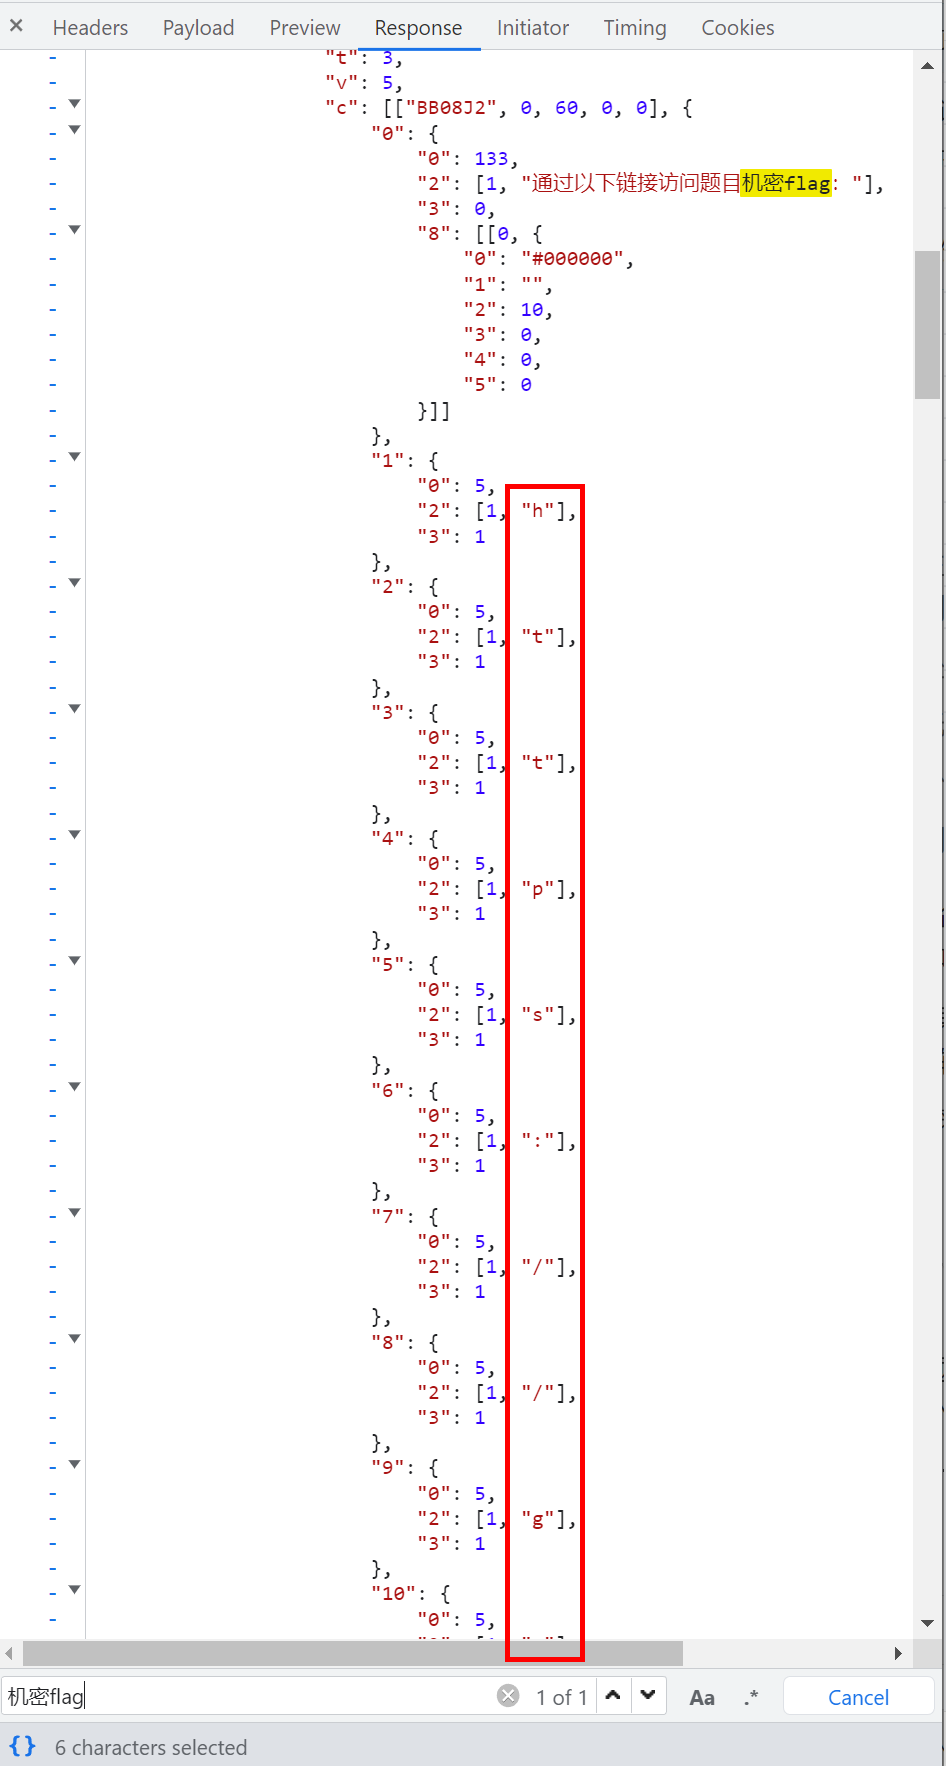 Headers Payload Preview Response Initiator Timing Cookies
"t": 3,
"v": 5,
"c": [["BB08J2", 0, 60, 0, 0], {
"0": {
"0": 133,
"2": [1, "通过以下链接访问题目机密flag: "],
"3": 0,
"8": [[0, {
"0": "#000000",
"1": "",
"2": 10,
"3": 0,
"4": 0,
"5": 0
}]]
},
"1": {
"0": 5,
"2": [1, "h"],
"3": 1
},
"2": {
"0": 5,
"2": [1, "t"],
"3": 1
},
"3": {
"0": 5,
"2": [1, "t"],
"3": 1
},
"4": {
"0": 5,
"2": [1, "p"],
"3": 1
},
"5": {
"0": 5,
"2": [1, "s"],
"3": 1
},
"6": {
"0": 5,
"2": [1, ":"],
"3": 1
},
"7": {
"0": 5,
"2": [1, "/"],
"3": 1
},
"8": {
"0": 5,
"2": [1, "/"],
"3": 1
},
"9": {
"0": 5,
"2": [1, "g"],
"3": 1
},
"10": {
"0": 5,
机密flag 1 of 1 Aa .* Cancel
{} 6 characters selected